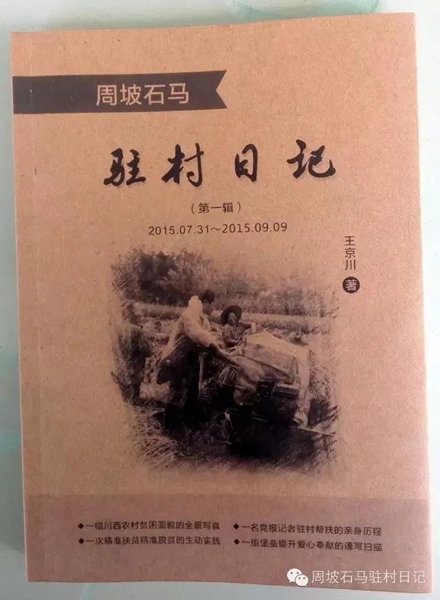 周坡石马
驻村日记
（第一辑）
2015.07.31～2015.09.09
王京川 著
◆一幅川西农村贫困面貌的全景写真
◆一名党报记者驻村帮扶的亲身历程
◆一次精准扶贫精准脱贫的生动实践
◆一组堡垒提升爱心奉献的速写扫描
周坡石马驻村日记